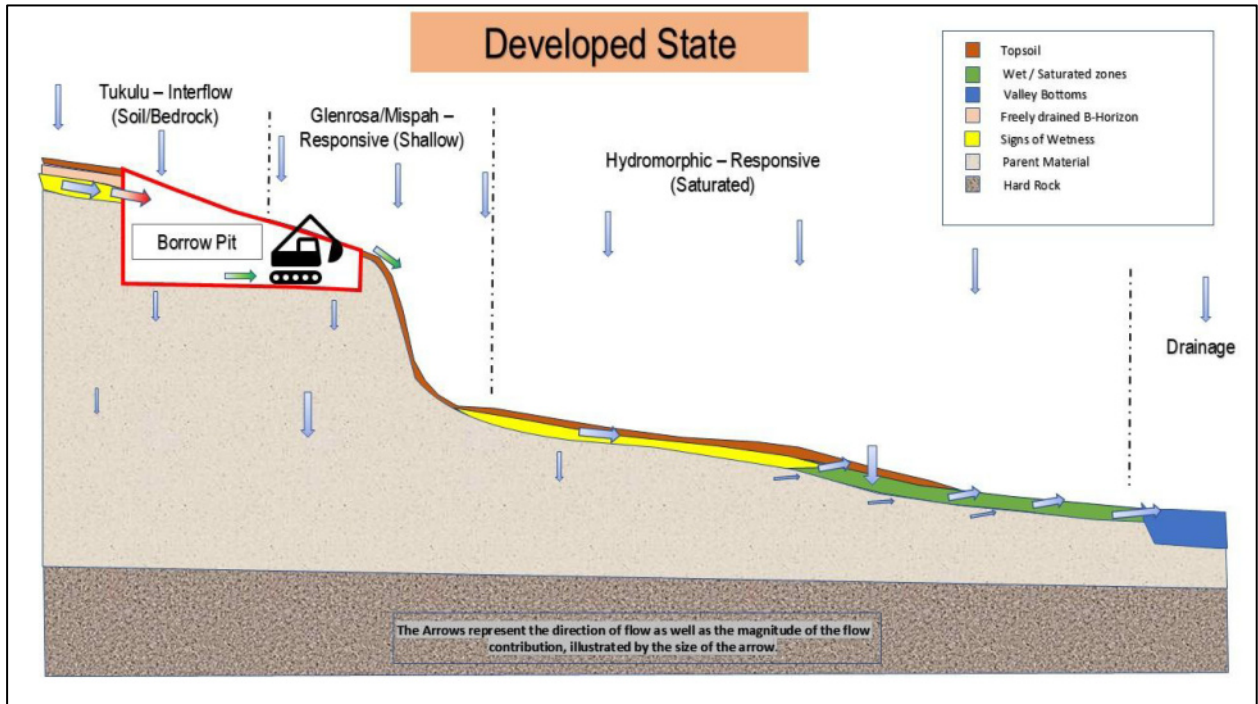 Developed State
Topsoil
Wet / Saturated zones
Valley Bottoms
Freely drained B-Horizon
Signs of Wetness
Parent Material
Hard Rock
Tukulu – Interflow
(Soil/Bedrock)
Glenrosa/Mispah –
Responsive (Shallow)
Hydromorphic – Responsive
(Saturated)
Borrow Pit
Drainage
The Arrows represent the direction of flow as well as the magnitude of the flow
contribution, illustrated by the size of the arrow.